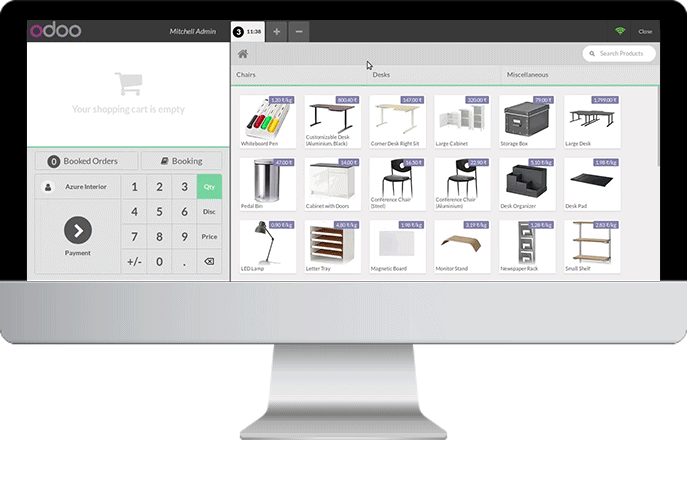 odoo
Mitchell Admin
3 11:38
+
−
Close
Search Products
Chairs
Desks
Miscellaneous
Your shopping cart is empty
0 Booked Orders
Booking
Azure Interior
1 2 3 Qty
4 5 6 Disc
7 8 9 Price
+/- 0 .
Payment
1.20 €/kg
Whiteboard Pen
800.40 €
Customizable Desk
(Aluminium, Black)
147.00 €
Corner Desk Right Sit
320.00 €
Large Cabinet
79.00 €
Storage Box
1,799.00 €
Large Desk
47.00 €
Pedal Bin
14.00 €
Cabinet with Doors
16.50 €
Conference Chair
(Steel)
22.90 €
Conference Chair
(Aluminium)
5.10 €/kg
Desk Organizer
1.98 €/kg
Desk Pad
0.90 €/kg
LED Lamp
4.80 €/kg
Letter Tray
1.98 €/kg
Magnetic Board
3.19 €/kg
Monitor Stand
1.28 €/kg
Newspaper Rack
2.83 €/kg
Small Shelf